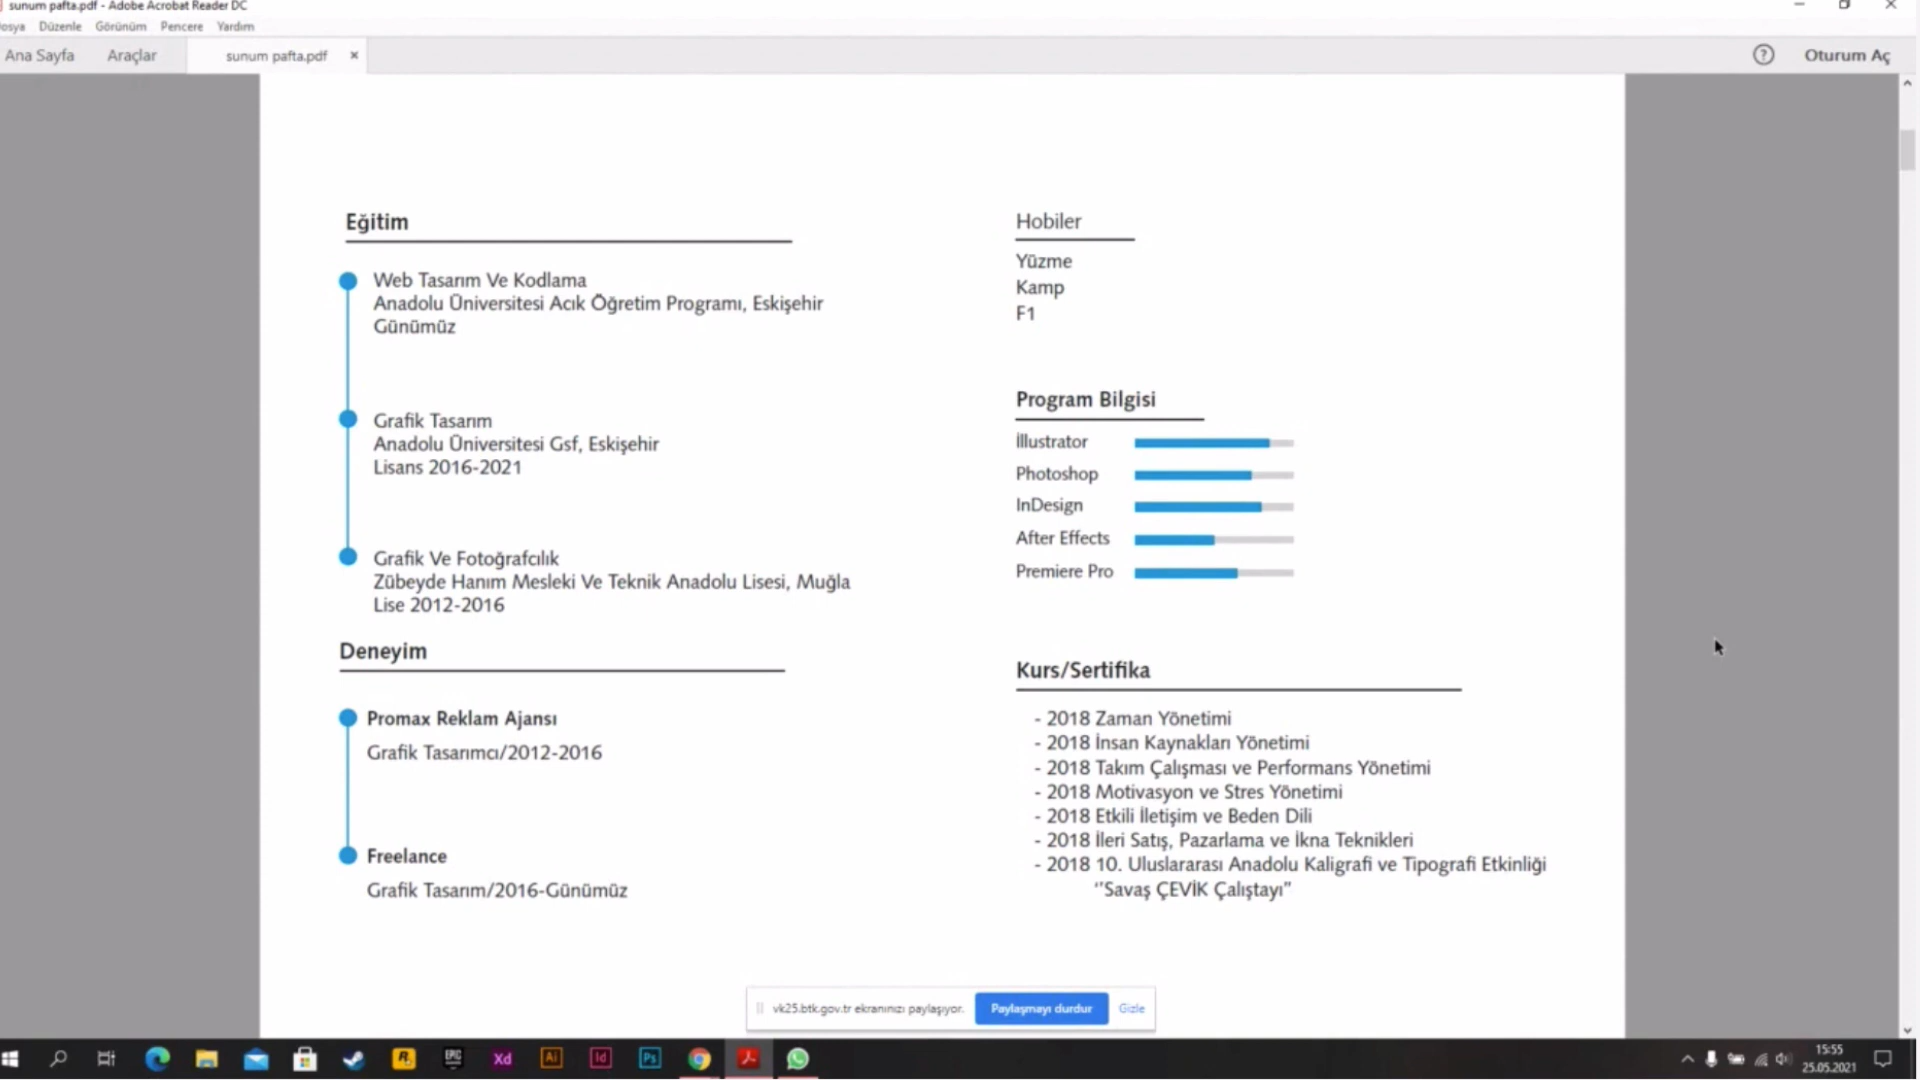 sunum pafta.pdf - Adobe Acrobat Reader DC
Düzenle Görünüm Pencere Yardım
Ana Sayfa Araçlar sunum pafta.pdf × ? Oturum Aç
Eğitim
Web Tasarım Ve Kodlama
Anadolu Üniversitesi Acık Öğretim Programı, Eskişehir
Günümüz
Grafik Tasarım
Anadolu Üniversitesi Gsf, Eskişehir
Lisans 2016-2021
Grafik Ve Fotoğrafcılık
Zübeyde Hanım Mesleki Ve Teknik Anadolu Lisesi, Muğla
Lise 2012-2016
Deneyim
Promax Reklam Ajansı
Grafik Tasarımcı/2012-2016
Freelance
Grafik Tasarım/2016-Günümüz
Hobiler
Yüzme
Kamp
F1
Program Bilgisi
İllustrator
Photoshop
InDesign
After Effects
Premiere Pro
Kurs/Sertifika
- 2018 Zaman Yönetimi
- 2018 İnsan Kaynakları Yönetimi
- 2018 Takım Çalışması ve Performans Yönetimi
- 2018 Motivasyon ve Stres Yönetimi
- 2018 Etkili İletişim ve Beden Dili
- 2018 İleri Satış, Pazarlama ve İkna Teknikleri
- 2018 10. Uluslararası Anadolu Kaligrafi ve Tipografi Etkinliği
‘’Savaş ÇEVİK Çalıştayı”
vk25.btk.gov.tr ekranınızı paylaşıyor. Paylaşmayı durdur Gizle
R EPIC Xd Ai Id Ps
15:55
25.05.2021